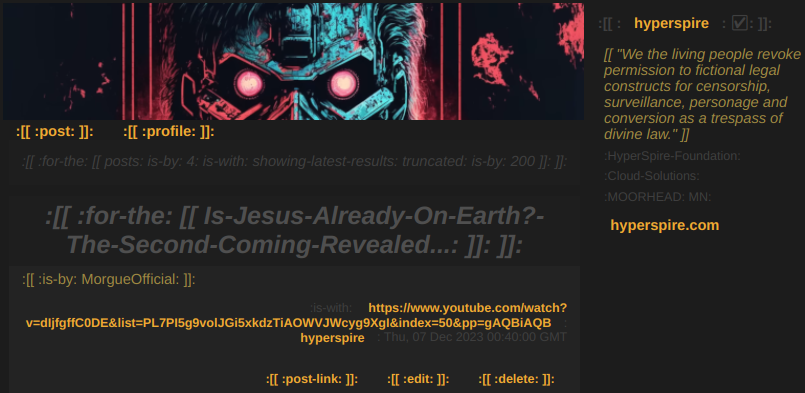 :[[ :post: ]]: :[[ :profile: ]]:
:[[ :for-the: [[ posts: is-by: 4: is-with: showing-latest-results: truncated: is-by: 200 ]]: ]]:
:[[ :for-the: [[ Is-Jesus-Already-On-Earth?-
The-Second-Coming-Revealed...: ]]: ]]:
:[[ :is-by: MorgueOfficial: ]]:
:is-with: https://www.youtube.com/watch?
v=dIjfgffC0DE&list=PL7Pl5g9volJGi5xkdzTiAOWVJWcyg9XgI&index=50&pp=gAQBiAQB :
hyperspire : Thu, 07 Dec 2023 00:40:00 GMT
:[[ :post-link: ]]: :[[ :edit: ]]: :[[ :delete: ]]:
:[[ : hyperspire : ☑: ]]:
[[ "We the living people revoke
permission to fictional legal
constructs for censorship,
surveillance, personage and
conversion as a trespass of
divine law." ]]
:HyperSpire-Foundation:
:Cloud-Solutions:
:MOORHEAD: MN:
hyperspire.com